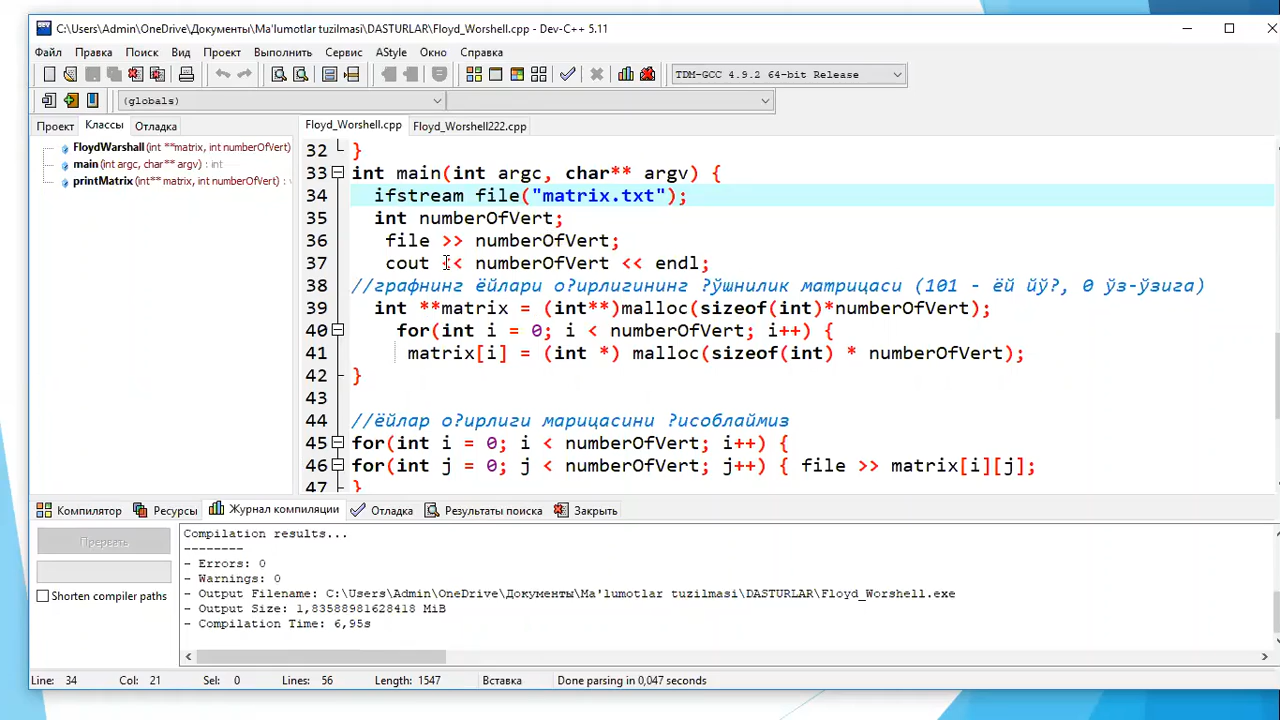 C:\Users\Admin\OneDrive\Документы\Ma'lumotlar tuzilmasi\DASTURLAR\Floyd_Worshell.cpp - Dev-C++ 5.11
Файл Правка Поиск Вид Проект Выполнить Сервис AStyle Окно Справка
TDM-GCC 4.9.2 64-bit Release
(globals)
Проект Классы Отладка
FloydWarshall (int **matrix, int numberOfVert)
main (int argc, char** argv) : int
printMatrix (int** matrix, int numberOfVert) :
Floyd_Worshell.cpp Floyd_Worshell222.cpp
32 }
33 int main(int argc, char** argv) {
34 ifstream file("matrix.txt");
35 int numberOfVert;
36 file >> numberOfVert;
37 cout << numberOfVert << endl;
38 //графнинг ёйлари о?ирлигининг ?ўшнилик матрицаси (101 - ёй йў?, 0 ўз-ўзига)
39 int **matrix = (int**)malloc(sizeof(int)*numberOfVert);
40 for(int i = 0; i < numberOfVert; i++) {
41 matrix[i] = (int *) malloc(sizeof(int) * numberOfVert);
42 }
43
44 //ёйлар о?ирлиги марицасини ?исоблаймиз
45 for(int i = 0; i < numberOfVert; i++) {
46 for(int j = 0; j < numberOfVert; j++) { file >> matrix[i][j];
47 }
Компилятор Ресурсы Журнал компиляции Отладка Результаты поиска Закрыть
Прервать
Shorten compiler paths
Compilation results...
--------
- Errors: 0
- Warnings: 0
- Output Filename: C:\Users\Admin\OneDrive\Документы\Ma'lumotlar tuzilmasi\DASTURLAR\Floyd_Worshell.exe
- Output Size: 1,83588981628418 MiB
- Compilation Time: 6,95s
Line: 34 Col: 21 Sel: 0 Lines: 56 Length: 1547 Вставка Done parsing in 0,047 seconds